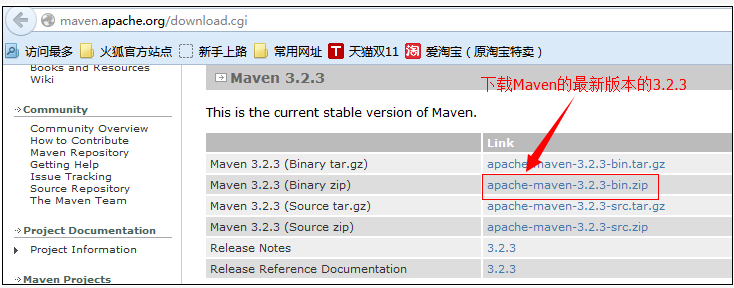 maven.apache.org/download.cgi
访问最多 火狐官方站点 新手上路 常用网址 T 天猫双11 淘 爱淘宝（原淘宝特卖）
Books and Resources
Wiki
Community
Community Overview
How to Contribute
Maven Repository
Getting Help
Issue Tracking
Source Repository
The Maven Team
Project Documentation
Project Information
Maven Projects
Maven 3.2.3
下载Maven的最新版本的3.2.3
This is the current stable version of Maven.
Link
Maven 3.2.3 (Binary tar.gz) apache-maven-3.2.3-bin.tar.gz
Maven 3.2.3 (Binary zip) apache-maven-3.2.3-bin.zip
Maven 3.2.3 (Source tar.gz) apache-maven-3.2.3-src.tar.gz
Maven 3.2.3 (Source zip) apache-maven-3.2.3-src.zip
Release Notes 3.2.3
Release Reference Documentation 3.2.3